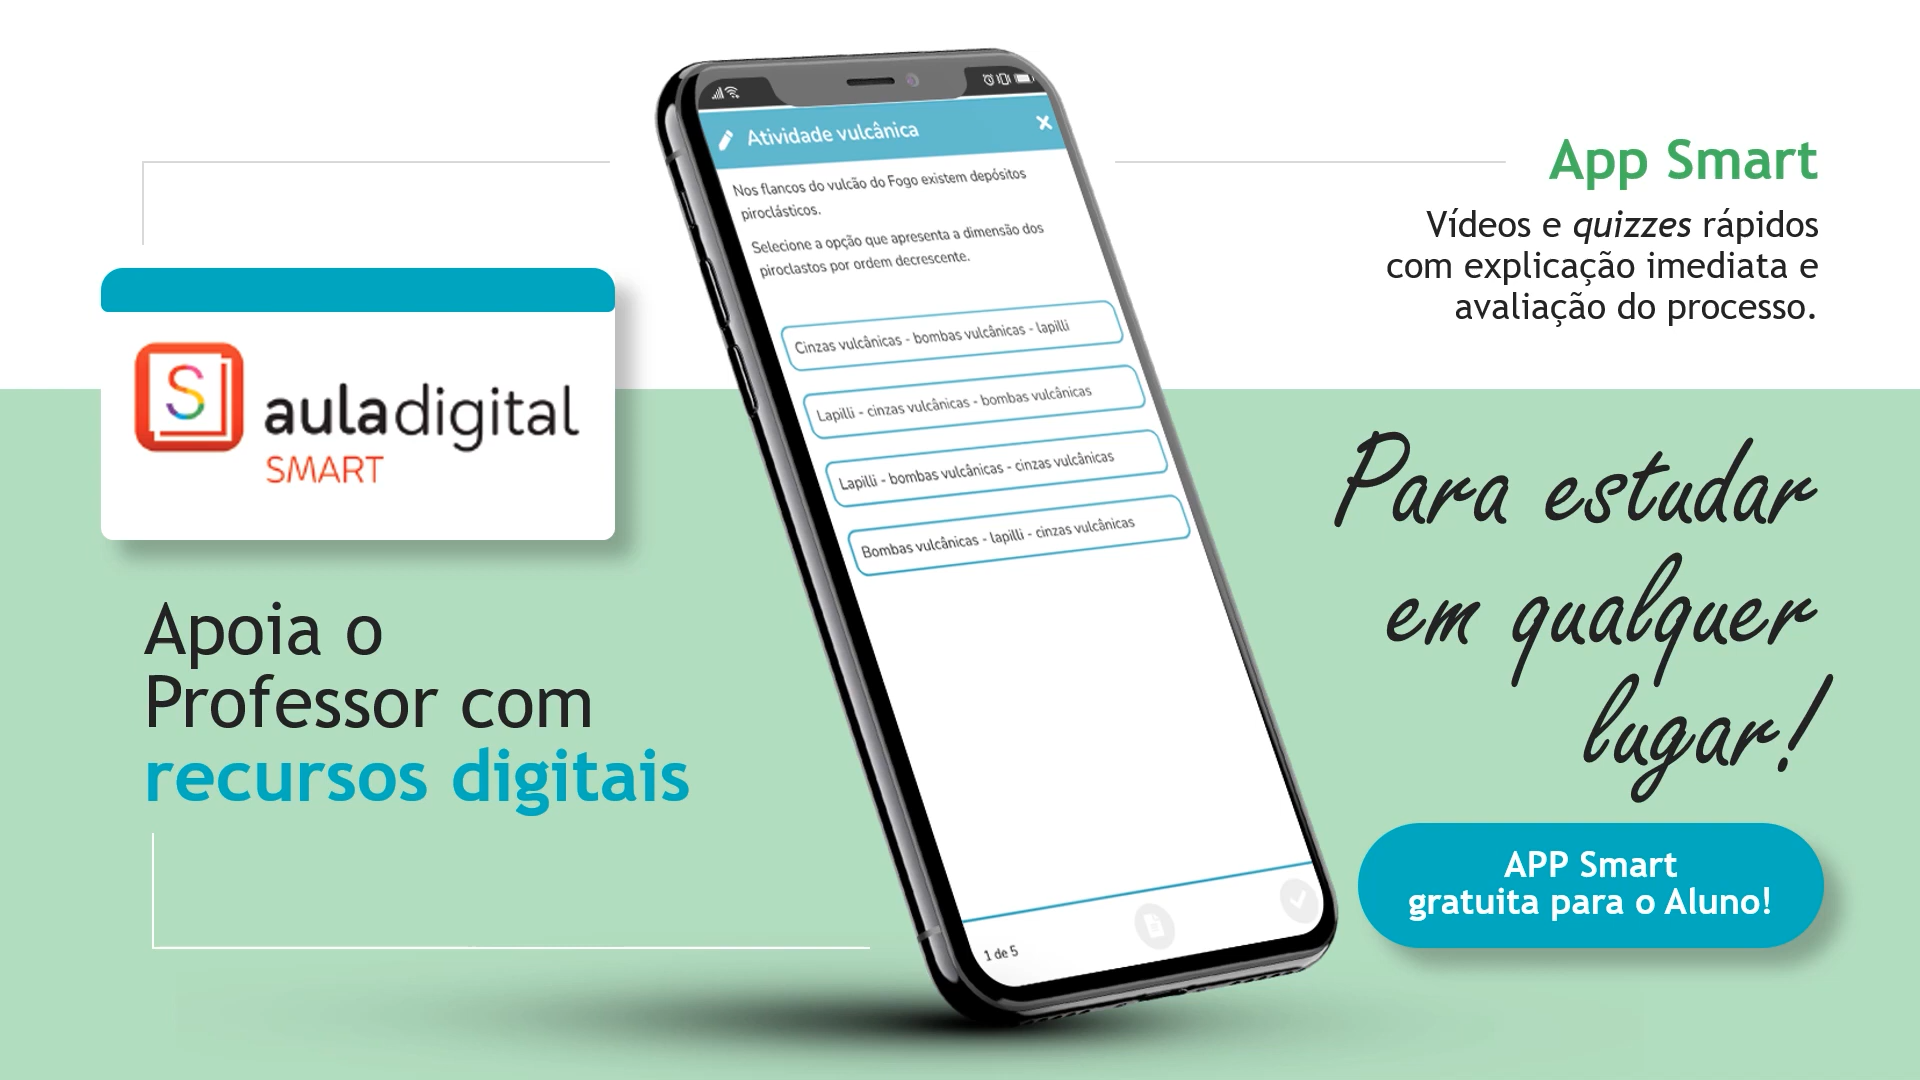 auladigital
SMART
Apoia o
Professor com
recursos digitais
Atividade vulcânica
Nos flancos do vulcão do Fogo existem depósitos
piroclásticos.
Selecione a opção que apresenta a dimensão dos
piroclastos por ordem decrescente.
Cinzas vulcânicas - bombas vulcânicas - lapilli
Lapilli - cinzas vulcânicas - bombas vulcânicas
Lapilli - bombas vulcânicas - cinzas vulcânicas
Bombas vulcânicas - lapilli - cinzas vulcânicas
1 de 5
App Smart
Vídeos e quizzes rápidos
com explicação imediata e
avaliação do processo.
Para estudar
em qualquer
lugar!
APP Smart
gratuita para o Aluno!